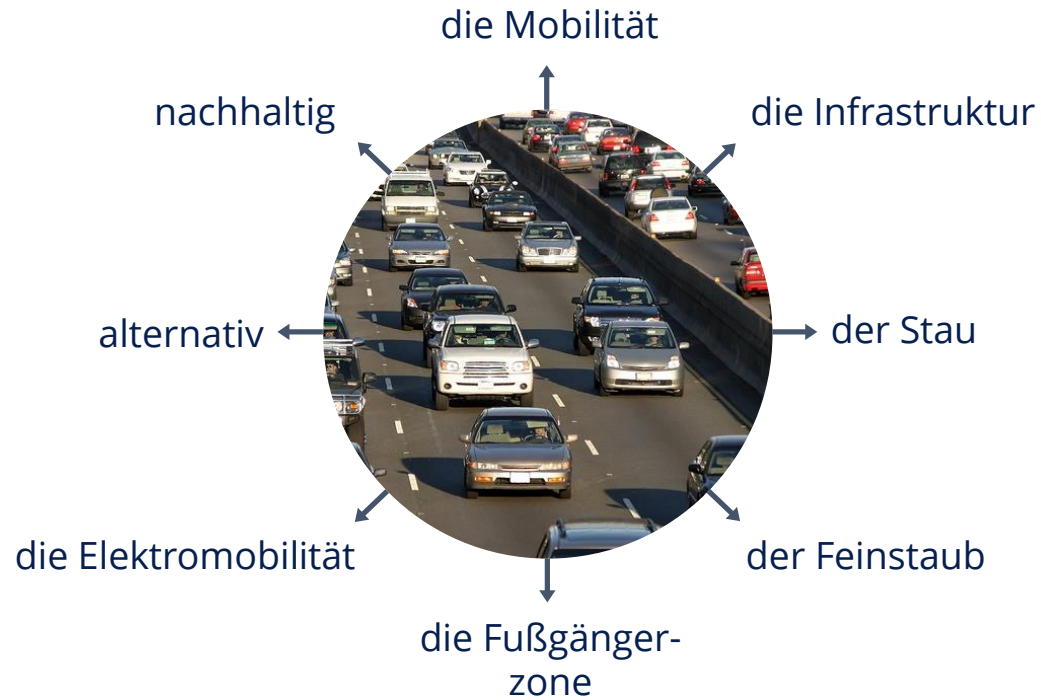 die Mobilität
nachhaltig
die Infrastruktur
alternativ
der Stau
die Elektromobilität
der Feinstaub
die Fußgänger-
zone